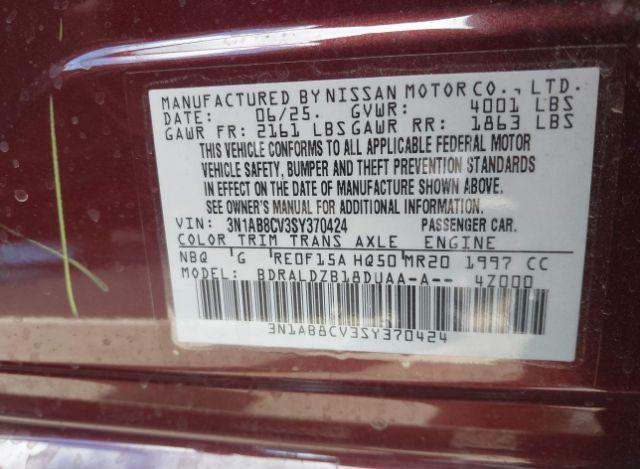 MANUFACTURED BY NISSAN MOTOR CO., LTD.
DATE: 06/25. GVWR: 4001 LBS
GAWR FR: 2161 LBS GAWR RR: 1863 LBS
THIS VEHICLE CONFORMS TO ALL APPLICABLE FEDERAL MOTOR
VEHICLE SAFETY, BUMPER AND THEFT PREVENTION STANDARDS
IN EFFECT ON THE DATE OF MANUFACTURE SHOWN ABOVE.
SEE OWNER'S MANUAL FOR ADDITIONAL INFORMATION.
VIN: 3N1AB8CV3SY370424 PASSENGER CAR.
COLOR TRIM TRANS AXLE ENGINE
NBQ G RE0F15A HQ50 MR20 1997 CC
MODEL: BDRALDZB18DUAA-A-- 47000
3N1AB8CV3SY370424